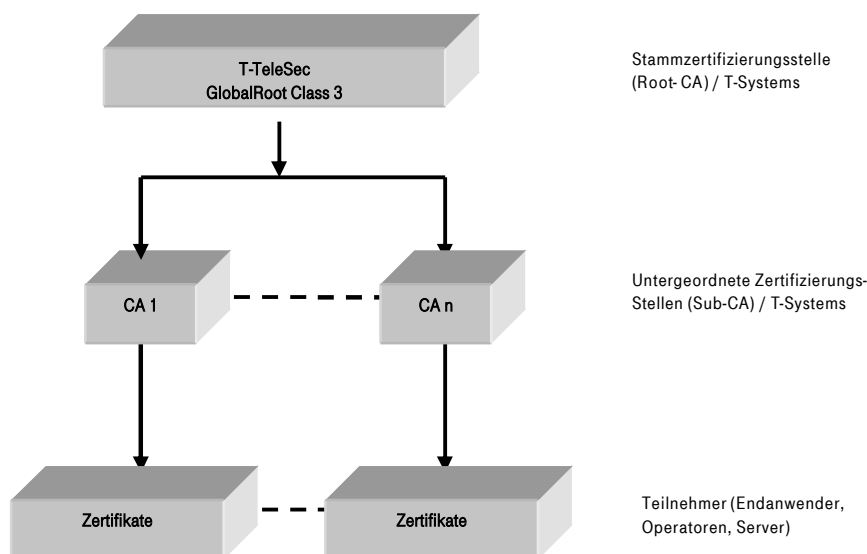 T-TeleSec
GlobalRoot Class 3
Stammzertifizierungsstelle
(Root- CA) / T-Systems
CA 1
CA n
Untergeordnete Zertifizierungs-
Stellen (Sub-CA) / T-Systems
Zertifikate
Zertifikate
Teilnehmer (Endanwender,
Operatoren, Server)